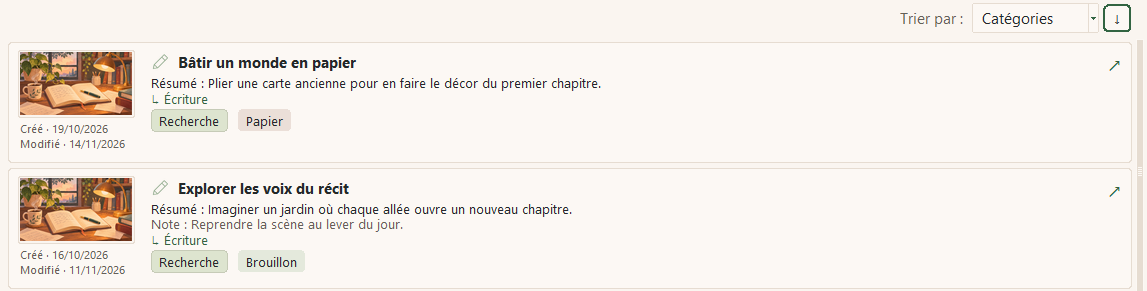 Trier par : Catégories ↓
Bâtir un monde en papier
Résumé : Plier une carte ancienne pour en faire le décor du premier chapitre.
↳ Écriture
Recherche Papier
Créé · 19/10/2026
Modifié · 14/11/2026
Explorer les voix du récit
Résumé : Imaginer un jardin où chaque allée ouvre un nouveau chapitre.
Note : Reprendre la scène au lever du jour.
↳ Écriture
Recherche Brouillon
Créé · 16/10/2026
Modifié · 11/11/2026